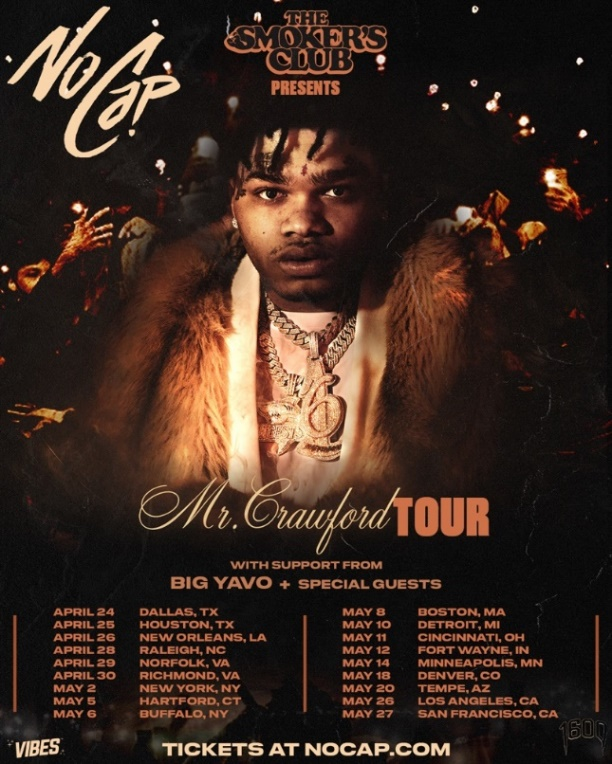 NO CAP
THE
SMOKER'S
CLUB
PRESENTS
Mr. Crawford TOUR
WITH SUPPORT FROM
BIG YAVO + SPECIAL GUESTS
APRIL 24 DALLAS, TX
APRIL 25 HOUSTON, TX
APRIL 26 NEW ORLEANS, LA
APRIL 28 RALEIGH, NC
APRIL 29 NORFOLK, VA
APRIL 30 RICHMOND, VA
MAY 2 NEW YORK, NY
MAY 5 HARTFORD, CT
MAY 6 BUFFALO, NY
MAY 8 BOSTON, MA
MAY 10 DETROIT, MI
MAY 11 CINCINNATI, OH
MAY 12 FORT WAYNE, IN
MAY 14 MINNEAPOLIS, MN
MAY 18 DENVER, CO
MAY 20 TEMPE, AZ
MAY 26 LOS ANGELES, CA
MAY 27 SAN FRANCISCO, CA
"VIBES"
TICKETS AT NOCAP.COM
1600